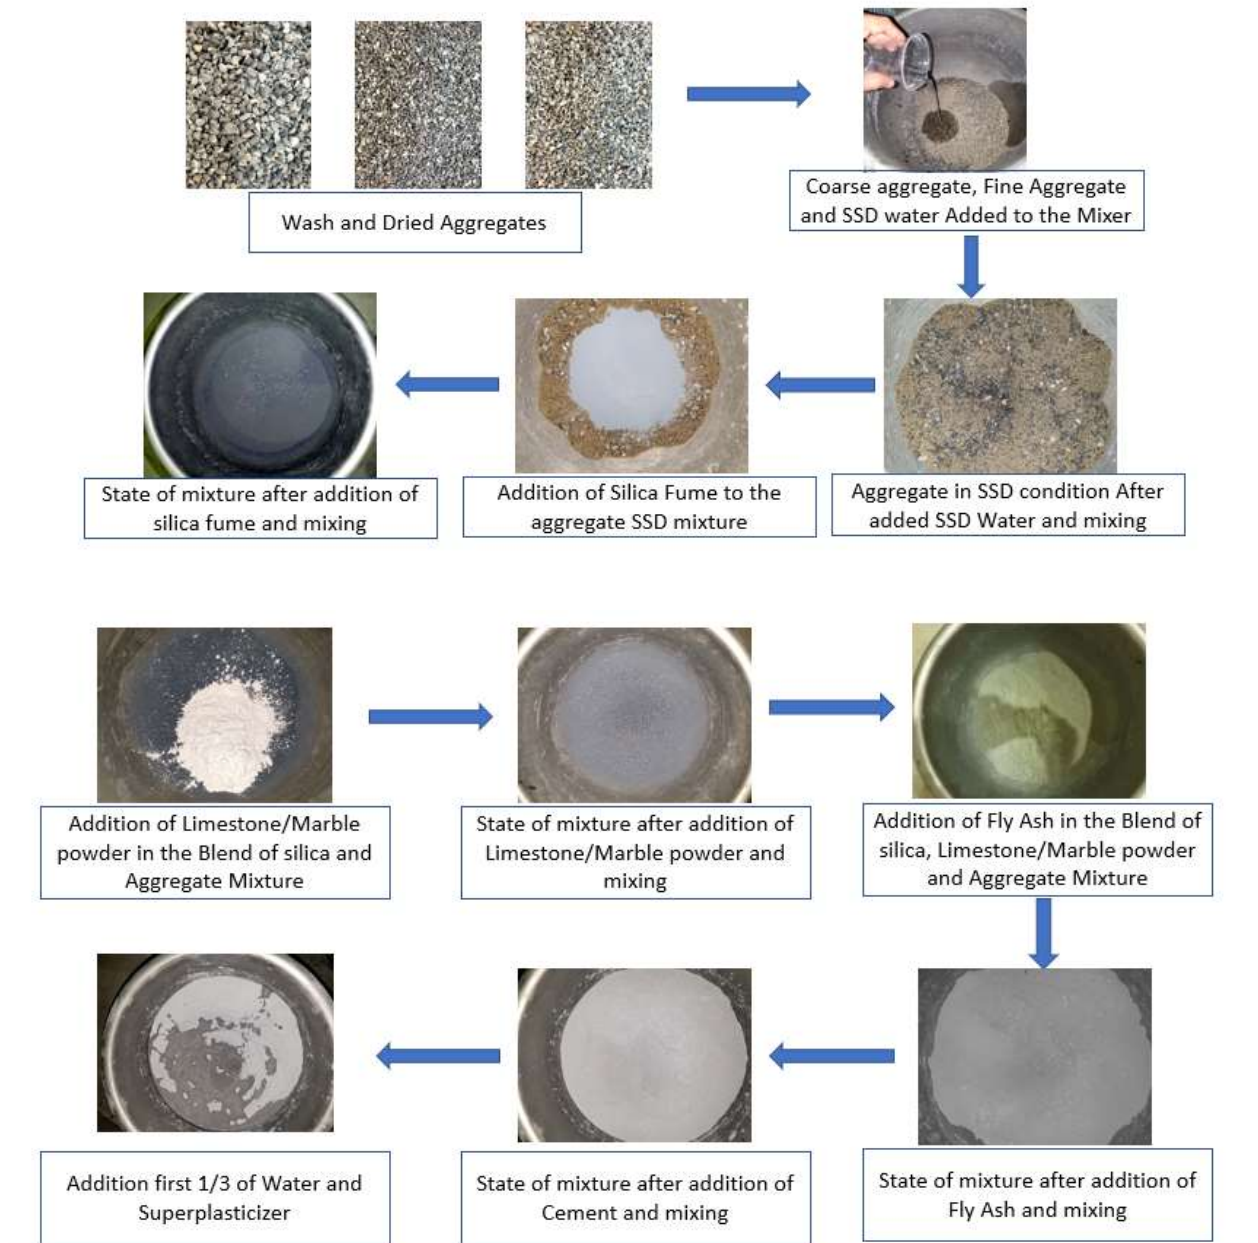 Wash and Dried Aggregates
Coarse aggregate, Fine Aggregate
and SSD water Added to the Mixer
State of mixture after addition of
silica fume and mixing
Addition of Silica Fume to the
aggregate SSD mixture
Aggregate in SSD condition After
added SSD Water and mixing
Addition of Limestone/Marble
powder in the Blend of silica and
Aggregate Mixture
State of mixture after addition of
Limestone/Marble powder and
mixing
Addition of Fly Ash in the Blend of
silica, Limestone/Marble powder
and Aggregate Mixture
Addition first 1/3 of Water and
Superplasticizer
State of mixture after addition of
Cement and mixing
State of mixture after addition of
Fly Ash and mixing